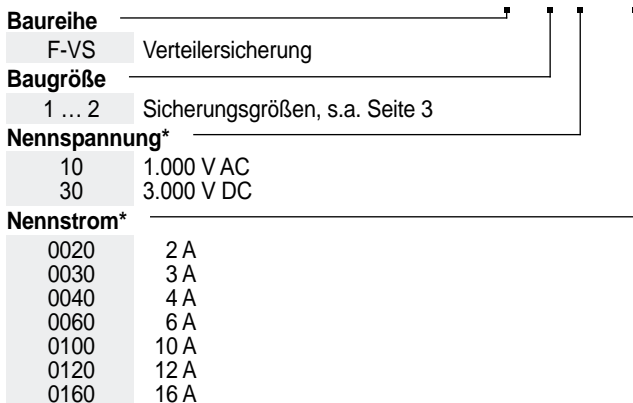 Baureihe
F-VS Verteilersicherung
Baugröße
1 … 2 Sicherungsgrößen, s.a. Seite 3
Nennspannung*
10 1.000 V AC
30 3.000 V DC
Nennstrom*
0020 2 A
0030 3 A
0040 4 A
0060 6 A
0100 10 A
0120 12 A
0160 16 A